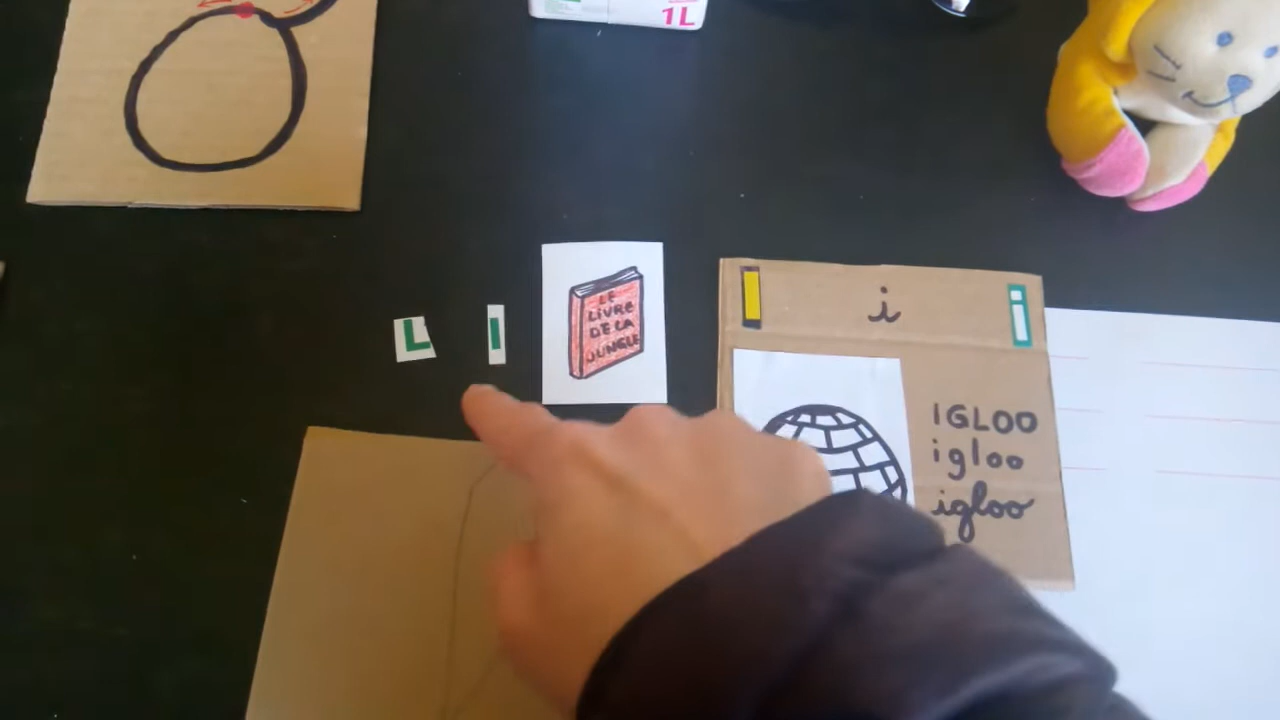 1L
L
I
LE
LIVRE
DE LA
JUNGLE
I i i
IGLOO
igloo
igloo